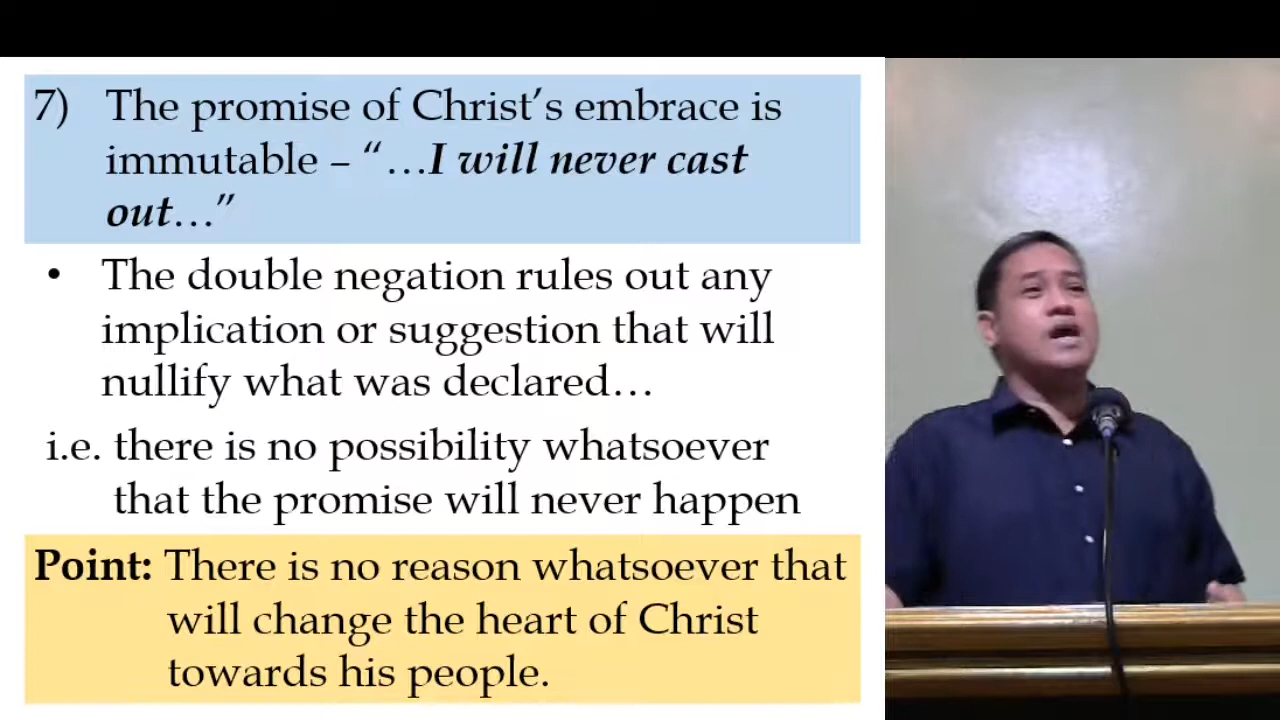 7) The promise of Christ’s embrace is
immutable – “…I will never cast
out…”
• The double negation rules out any
implication or suggestion that will
nullify what was declared…
i.e. there is no possibility whatsoever
that the promise will never happen
Point: There is no reason whatsoever that
will change the heart of Christ
towards his people.